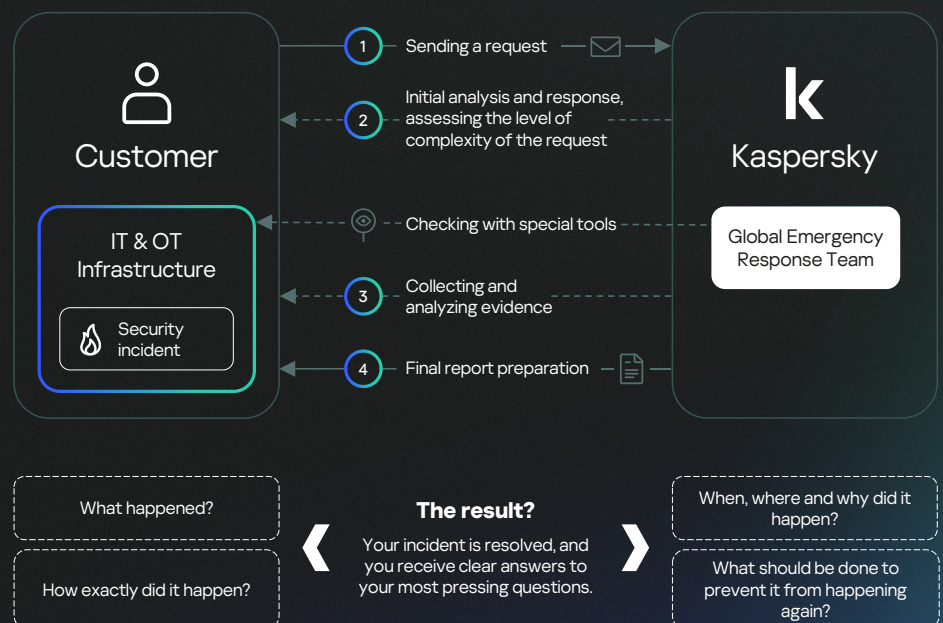 1
Sending a request
2
Initial analysis and response,
assessing the level of
complexity of the request
Customer
Kaspersky
Checking with special tools
IT & OT
Infrastructure
Global Emergency
Response Team
3
Collecting and
analyzing evidence
Security
incident
4
Final report preparation
What happened?
How exactly did it happen?
The result?
Your incident is resolved, and
you receive clear answers to
your most pressing questions.
When, where and why did it
happen?
What should be done to
prevent it from happening
again?